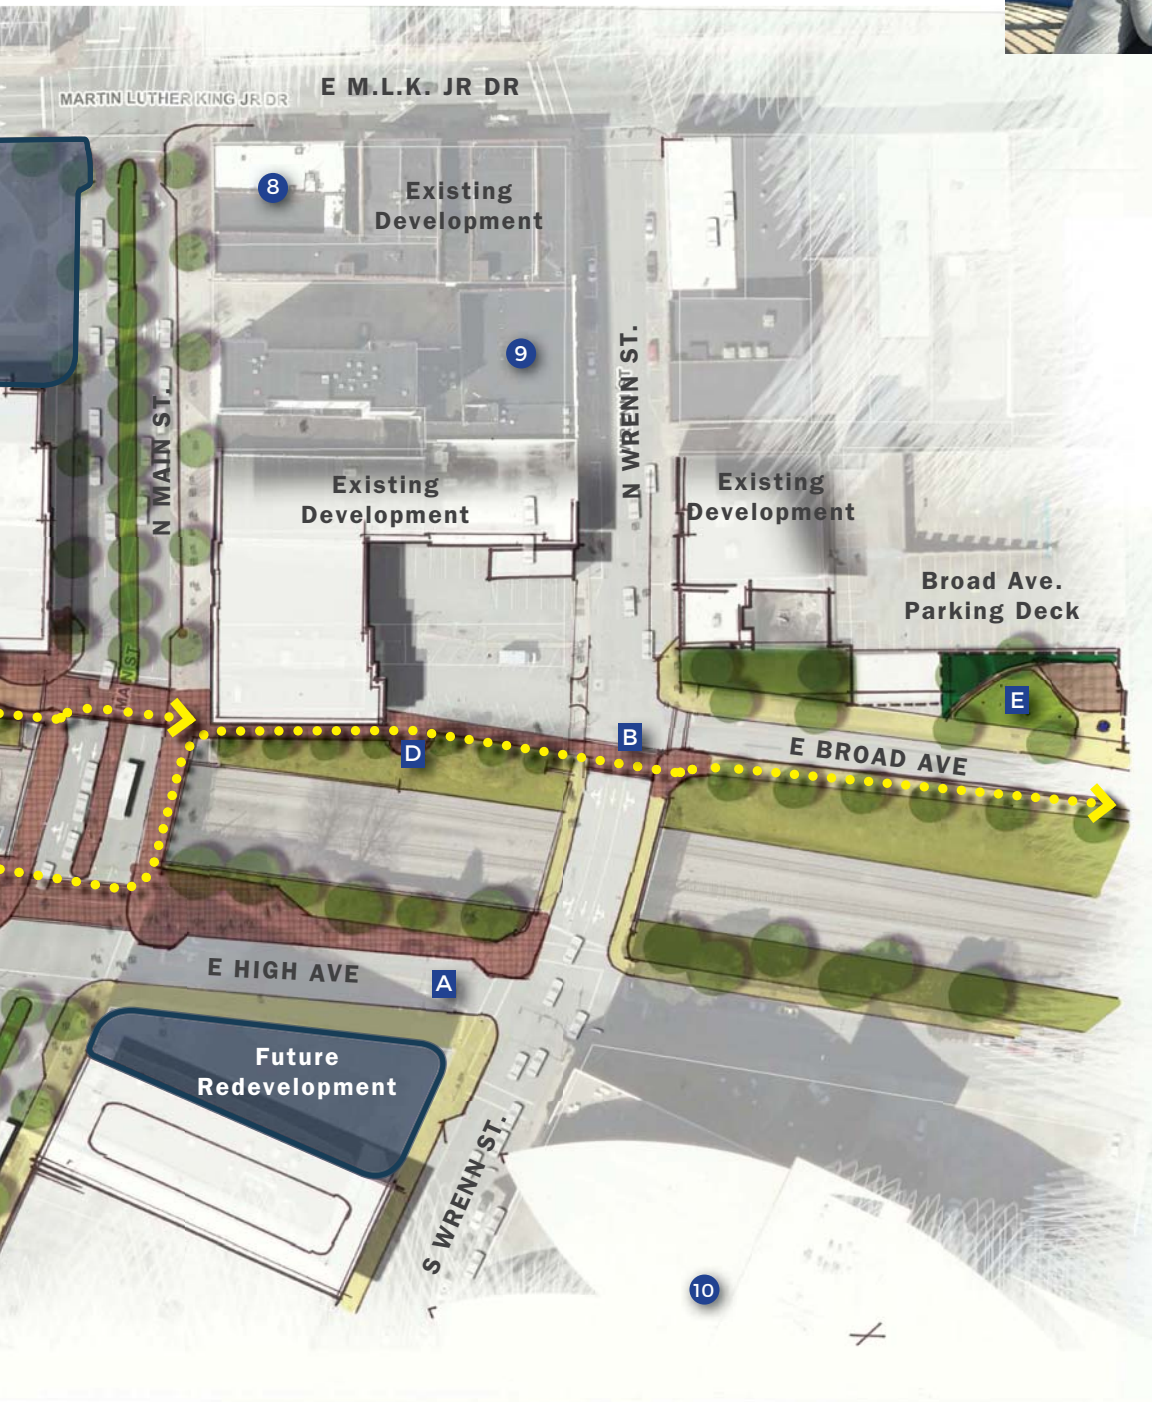 E M.L.K. JR DR
MARTIN LUTHER KING JR DR
8
Existing
Development
9
N WRENN ST.
N MAIN ST.
Existing
Development
Existing
Development
Broad Ave.
Parking Deck
MAIN ST
E
B
D
E BROAD AVE
E HIGH AVE
A
Future
Redevelopment
S WRENN ST.
10